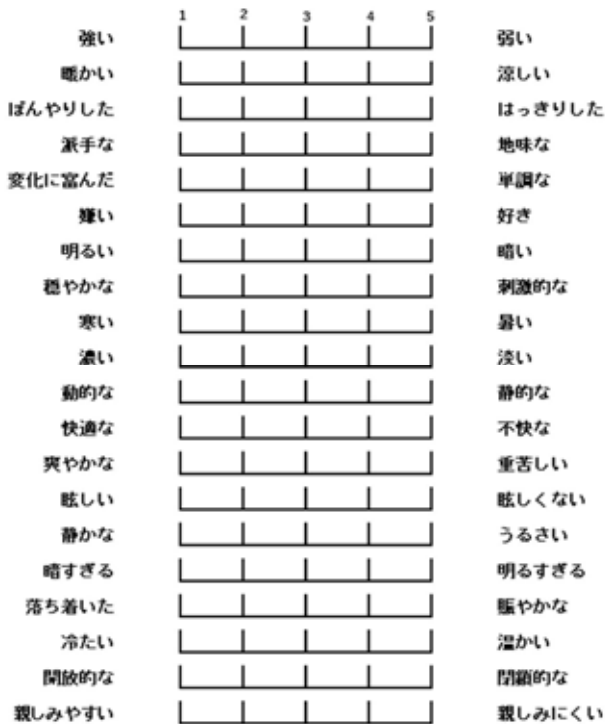 1 2 3 4 5
強い 弱い
暖かい 涼しい
ぼんやりした はっきりした
派手な 地味な
変化に富んだ 単調な
嫌い 好き
明るい 暗い
穏やかな 刺激的な
寒い 暑い
濃い 淡い
動的な 静的な
快適な 不快な
爽やかな 重苦しい
眩しい 眩しくない
静かな うるさい
暗すぎる 明るすぎる
落ち着いた 賑やかな
冷たい 温かい
開放的な 閉鎖的な
親しみやすい 親しみにくい